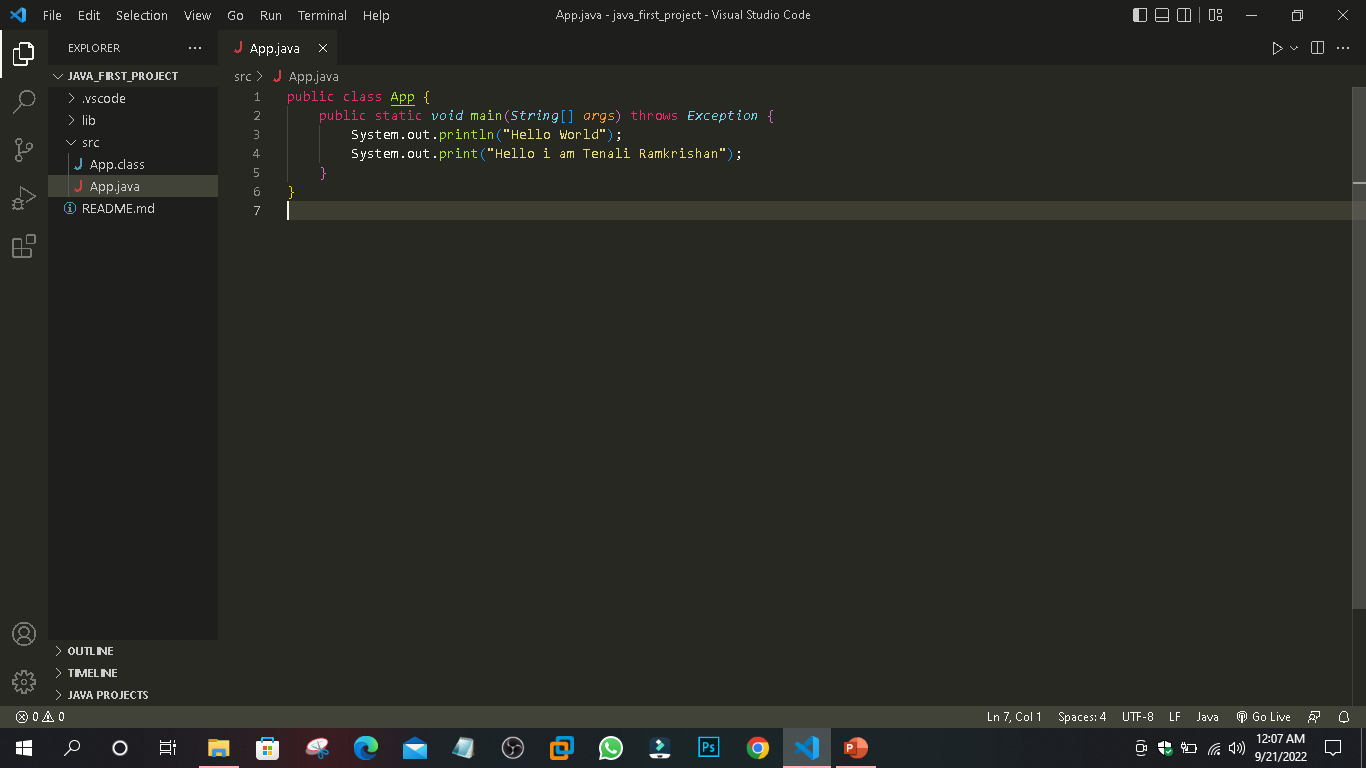 File Edit Selection View Go Run Terminal Help
App.java - java_first_project - Visual Studio Code
EXPLORER
App.java
JAVA_FIRST_PROJECT
.vscode
lib
src
App.class
App.java
README.md
src > App.java
1 public class App {
2 public static void main(String[] args) throws Exception {
3 System.out.println("Hello World");
4 System.out.print("Hello i am Tenali Ramkrishan");
5 }
6 }
7
OUTLINE
TIMELINE
JAVA PROJECTS
0 0
Ln 7, Col 1 Spaces: 4 UTF-8 LF Java Go Live
Ps
P
12:07 AM
9/21/2022